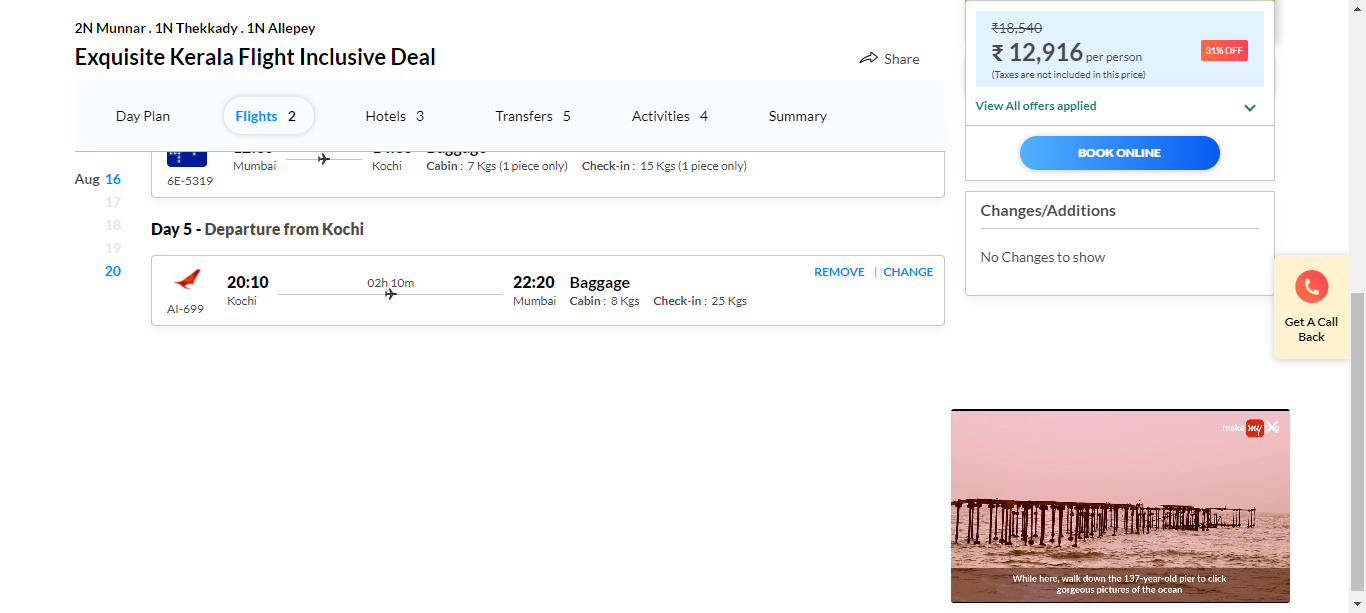 2N Munnar . 1N Thekkady . 1N Allepey
Exquisite Kerala Flight Inclusive Deal
Share
Day Plan
Flights 2
Hotels 3
Transfers 5
Activities 4
Summary
Aug 16
17
18
19
20
Mumbai
Kochi
Baggage
Cabin : 7 Kgs (1 piece only) Check-in : 15 Kgs (1 piece only)
6E-5319
Day 5 - Departure from Kochi
REMOVE | CHANGE
20:10
Kochi
02h 10m
22:20
Mumbai
Baggage
Cabin : 8 Kgs Check-in : 25 Kgs
AI-699
₹18,540
₹ 12,916 per person
(Taxes are not included in this price)
31% OFF
View All offers applied
BOOK ONLINE
Changes/Additions
No Changes to show
Get A Call
Back
make my
While here, walk down the 137-year-old pier to click
gorgeous pictures of the ocean